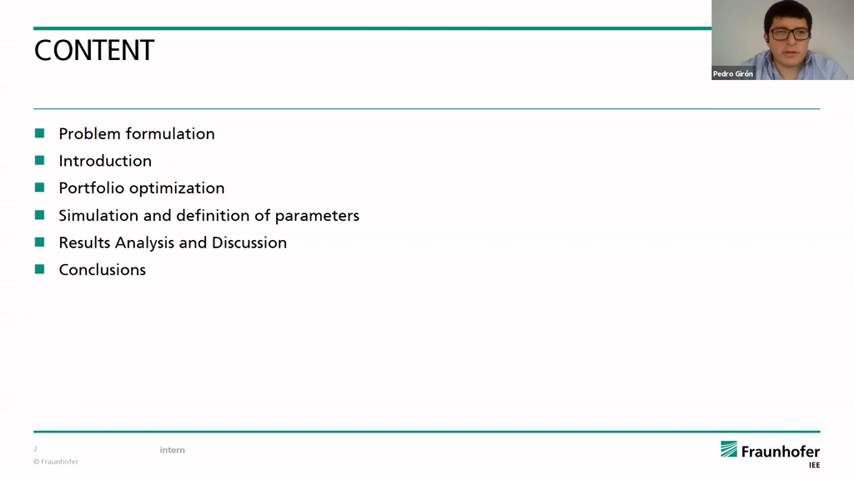 CONTENT
Pedro Girón
Problem formulation
Introduction
Portfolio optimization
Simulation and definition of parameters
Results Analysis and Discussion
Conclusions
2
intern
© Fraunhofer
Fraunhofer
IEE